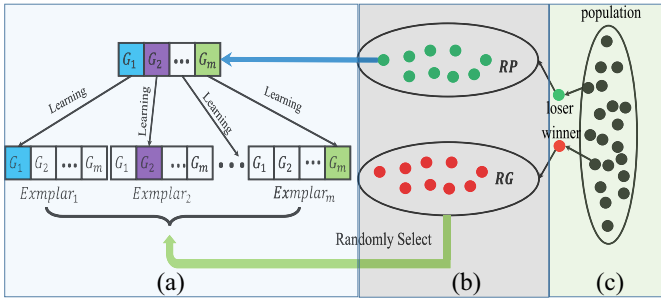 population
G1 G2 ... Gm
RP
loser
winner
Learning Learning Learning Learning
G1 G2 ... Gm G1 G2 ... Gm ... G1 G2 ... Gm
Exmplar1 Exmplar2 Exmplarm
RG
Randomly Select
(a) (b) (c)